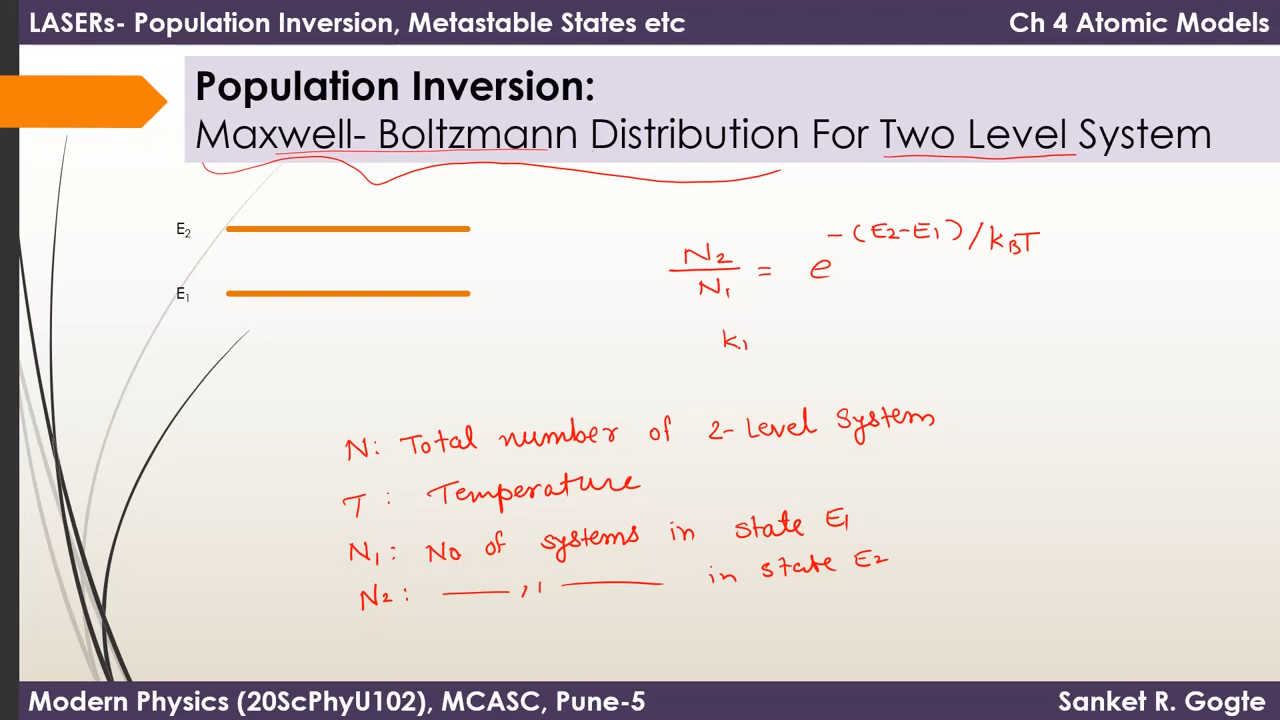 LASERs- Population Inversion, Metastable States etc
Ch 4 Atomic Models
Population Inversion:
Maxwell- Boltzmann Distribution For Two Level System
E₂
E₁
N₂/N₁ = e^(-(E₂-E₁)/k_BT)
N: Total number of 2-Level System
T: Temperature
N₁: No of systems in state E₁
N₂: ——— ,, ——— in state E₂
Modern Physics (20ScPhyU102), MCASC, Pune-5
Sanket R. Gogte